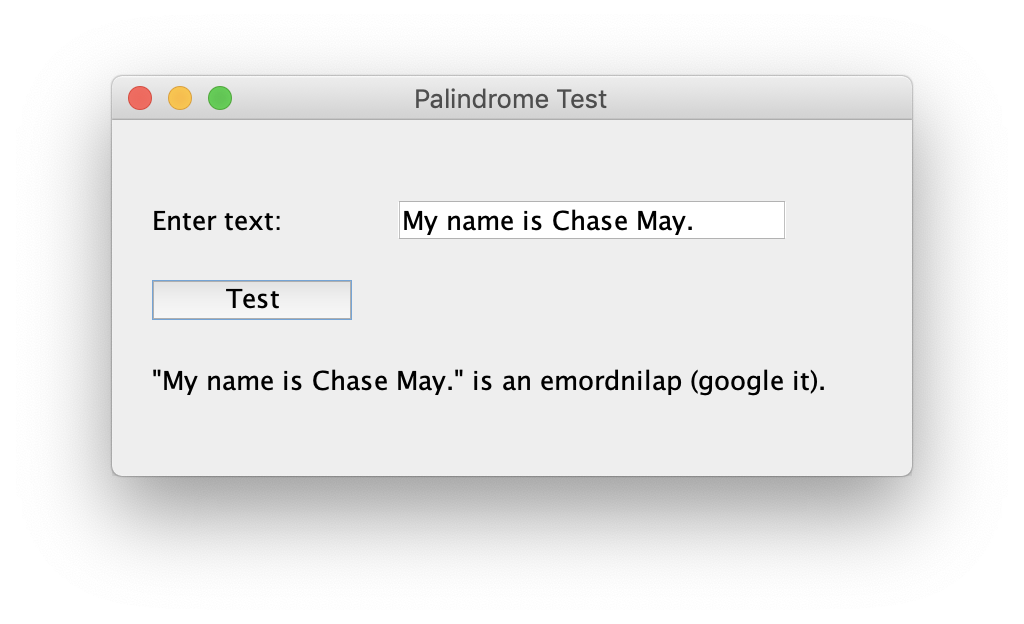 Palindrome Test
Enter text: My name is Chase May.
Test
"My name is Chase May." is an emordnilap (google it).